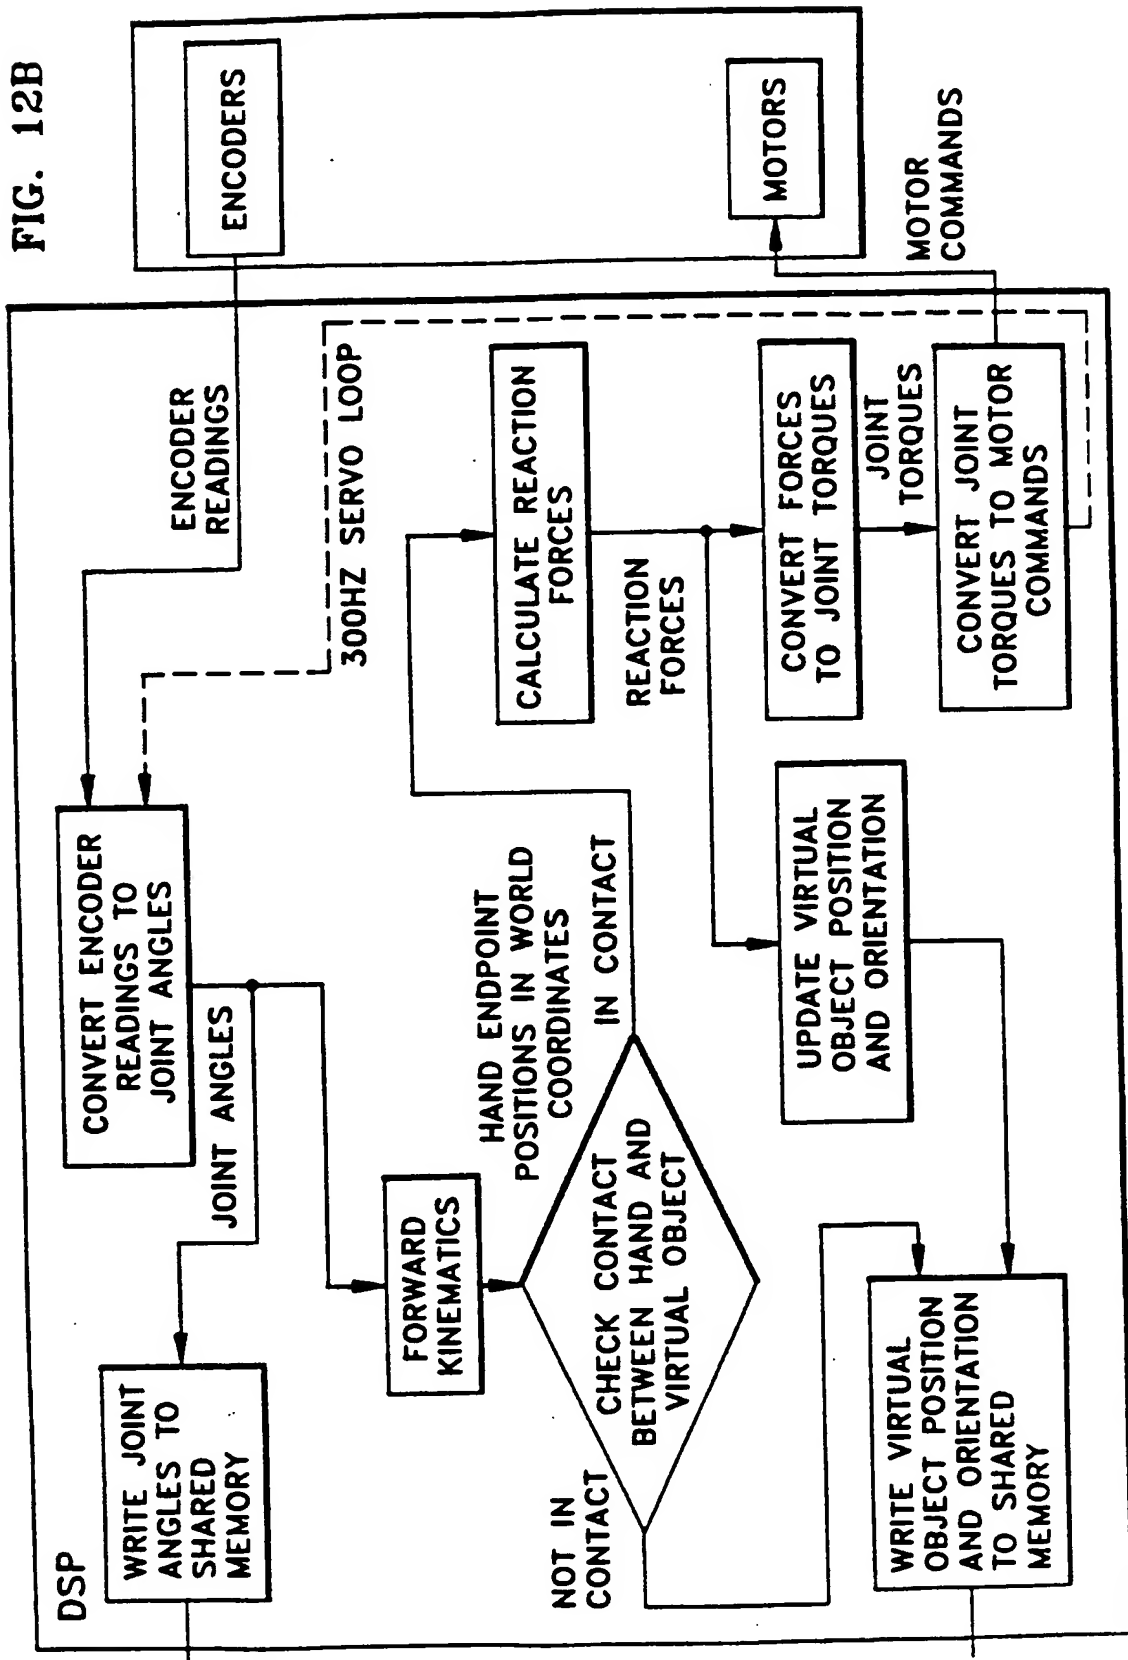 FIG. 12B
DSP
WRITE JOINT
ANGLES TO
SHARED
MEMORY
JOINT ANGLES
CONVERT ENCODER
READINGS TO
JOINT ANGLES
ENCODER
READINGS
ENCODERS
300HZ SERVO LOOP
FORWARD
KINEMATICS
HAND ENDPOINT
POSITIONS IN WORLD
COORDINATES
CHECK CONTACT
BETWEEN HAND AND
VIRTUAL OBJECT
IN CONTACT
NOT IN
CONTACT
CALCULATE REACTION
FORCES
REACTION
FORCES
CONVERT FORCES
TO JOINT TORQUES
JOINT
TORQUES
CONVERT JOINT
TORQUES TO MOTOR
COMMANDS
MOTOR
COMMANDS
MOTORS
UPDATE VIRTUAL
OBJECT POSITION
AND ORIENTATION
WRITE VIRTUAL
OBJECT POSITION
AND ORIENTATION
TO SHARED
MEMORY